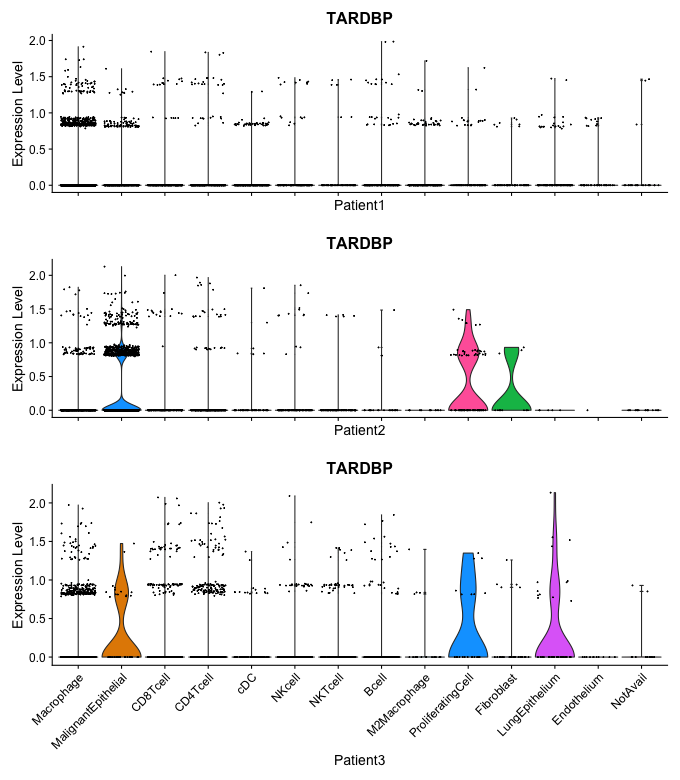 TARDBP
Expression Level
2.0
1.5
1.0
0.5
0.0
Patient1
TARDBP
Expression Level
2.0
1.5
1.0
0.5
0.0
Patient2
TARDBP
Expression Level
2.0
1.5
1.0
0.5
0.0
Macrophage
MalignantEpithelial
CD8Tcell
CD4Tcell
cDC
NKcell
NKTcell
Bcell
M2Macrophage
ProliferatingCell
Fibroblast
LungEpithelium
Endothelium
NotAvail
Patient3